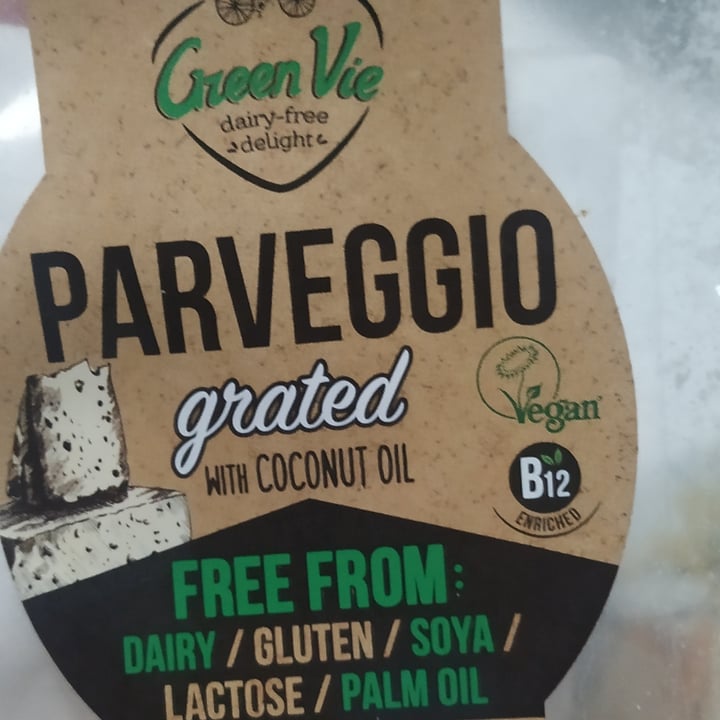 Green Vie
dairy-free
delight
PARVEGGIO
grated
WITH COCONUT OIL
Vegan
B12
ENRICHED
FREE FROM:
DAIRY / GLUTEN / SOYA /
LACTOSE / PALM OIL